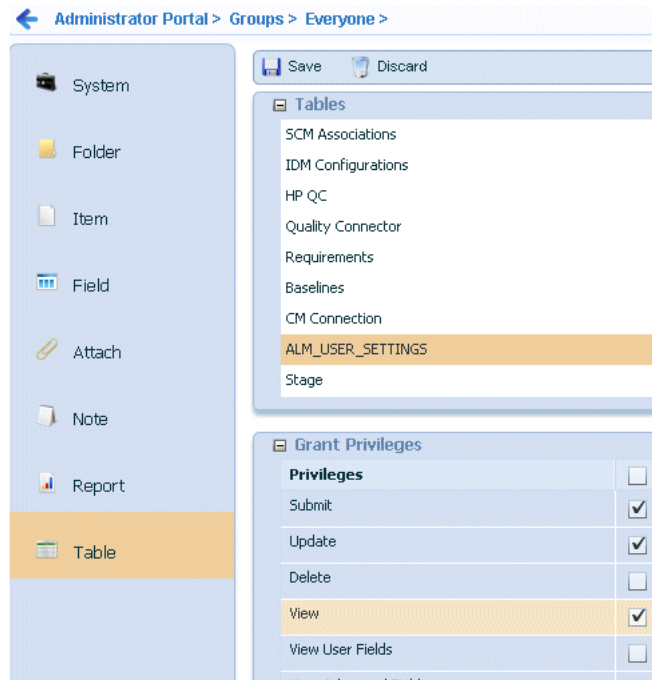 Administrator Portal > Groups > Everyone >
System
Folder
Item
Field
Attach
Note
Report
Table
Save Discard
Tables
SCM Associations
IDM Configurations
HP QC
Quality Connector
Requirements
Baselines
CM Connection
ALM_USER_SETTINGS
Stage
Grant Privileges
Privileges
Submit
Update
Delete
View
View User Fields